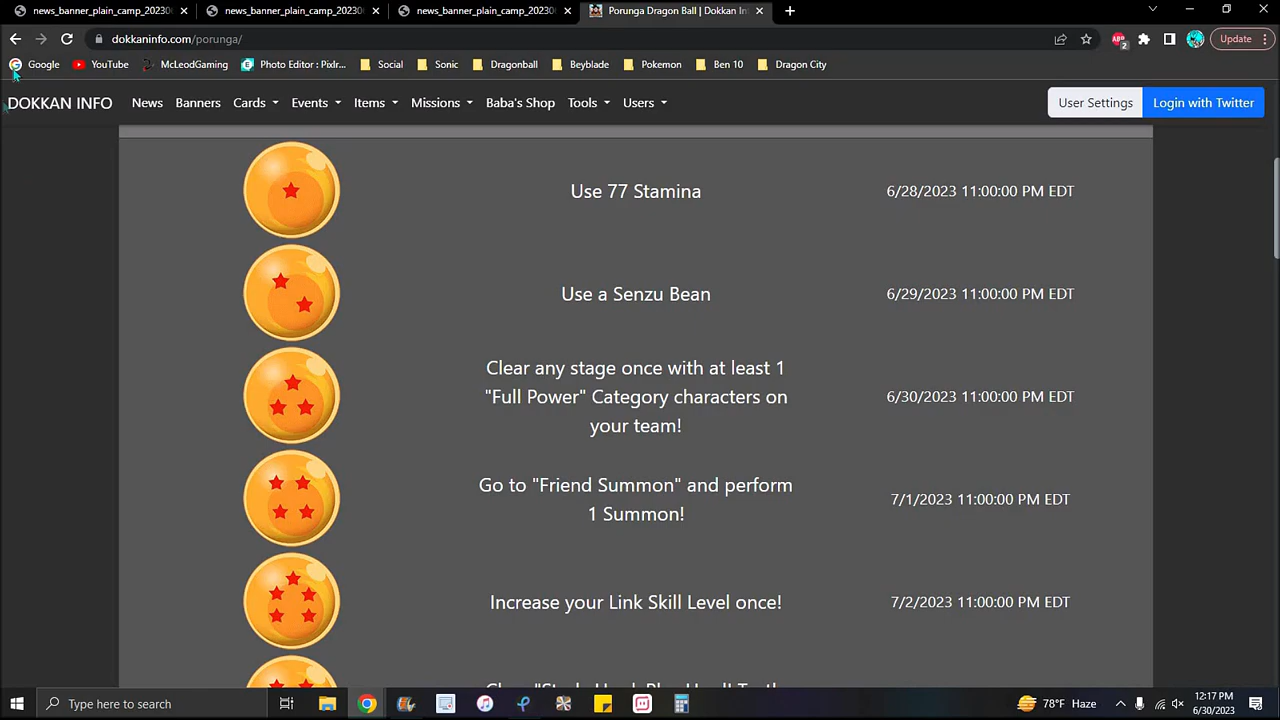 news_banner_plain_camp_20230
news_banner_plain_camp_20230
news_banner_plain_camp_20230
Porunga Dragon Ball | Dokkan In
dokkaninfo.com/porunga/
2
Update
Google
YouTube
McLeodGaming
Photo Editor : Pixlr...
Social
Sonic
Dragonball
Beyblade
Pokemon
Ben 10
Dragon City
DOKKAN INFO
News
Banners
Cards
Events
Items
Missions
Baba's Shop
Tools
Users
User Settings
Login with Twitter
Use 77 Stamina
6/28/2023 11:00:00 PM EDT
Use a Senzu Bean
6/29/2023 11:00:00 PM EDT
Clear any stage once with at least 1
"Full Power" Category characters on
your team!
6/30/2023 11:00:00 PM EDT
Go to "Friend Summon" and perform
1 Summon!
7/1/2023 11:00:00 PM EDT
Increase your Link Skill Level once!
7/2/2023 11:00:00 PM EDT
Type here to search
78°F Haze
12:17 PM
6/30/2023